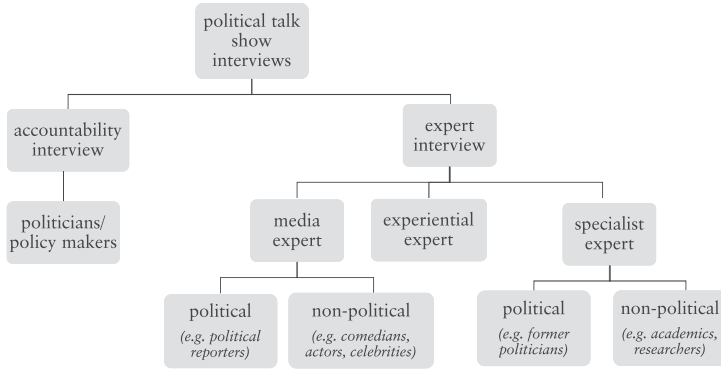 political talk
show
interviews
accountability
interview
expert
interview
politicians/
policy makers
media
expert
experiential
expert
specialist
expert
political
(e.g. political
reporters)
non-political
(e.g. comedians,
actors, celebrities)
political
(e.g. former
politicians)
non-political
(e.g. academics,
researchers)